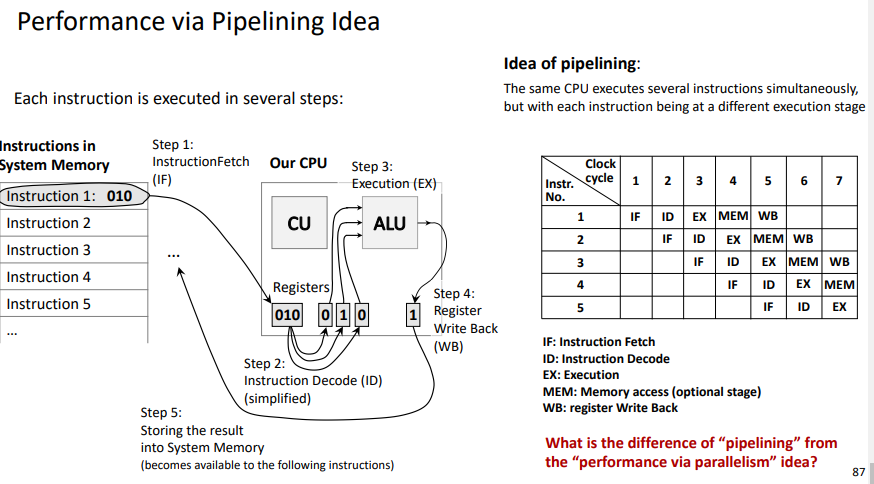 Performance via Pipelining Idea
Each instruction is executed in several steps:
Instructions in
System Memory
Instruction 1: 010
Instruction 2
Instruction 3
Instruction 4
Instruction 5
...
Step 1:
InstructionFetch
(IF)
...
Our CPU
Step 3:
Execution (EX)
CU
ALU
Registers
010
0
1
0
1
Step 4:
Register
Write Back
(WB)
Step 2:
Instruction Decode (ID)
(simplified)
Step 5:
Storing the result
into System Memory
(becomes available to the following instructions)
Idea of pipelining:
The same CPU executes several instructions simultaneously,
but with each instruction being at a different execution stage
Clock
cycle
Instr.
No.
1 2 3 4 5 6 7
1 IF ID EX MEM WB
2 IF ID EX MEM WB
3 IF ID EX MEM WB
4 IF ID EX MEM
5 IF ID EX
IF: Instruction Fetch
ID: Instruction Decode
EX: Execution
MEM: Memory access (optional stage)
WB: register Write Back
What is the difference of “pipelining” from
the “performance via parallelism” idea?
87